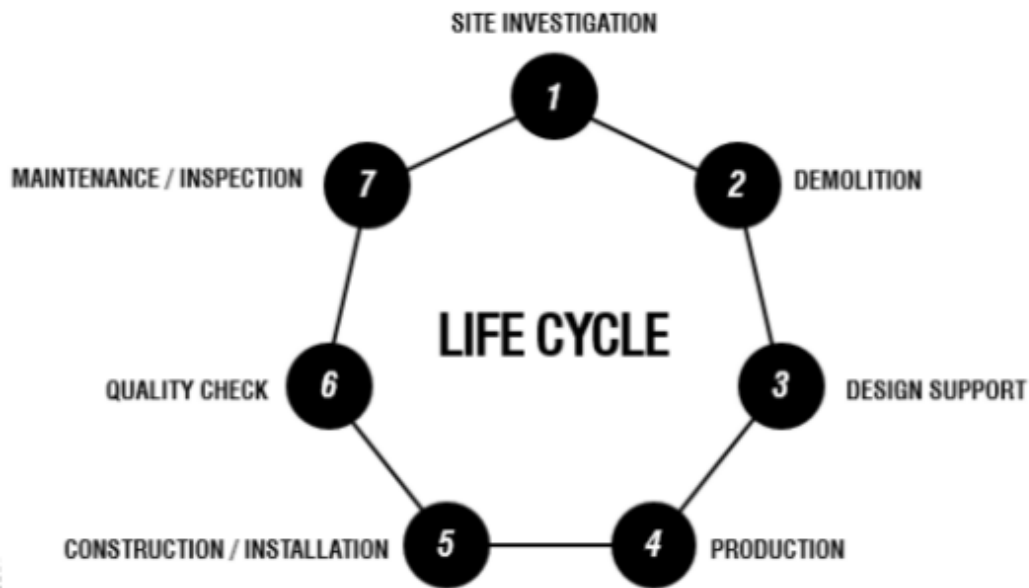 SITE INVESTIGATION
1
MAINTENANCE / INSPECTION
7
2
DEMOLITION
LIFE CYCLE
QUALITY CHECK
6
3
DESIGN SUPPORT
CONSTRUCTION / INSTALLATION
5
4
PRODUCTION